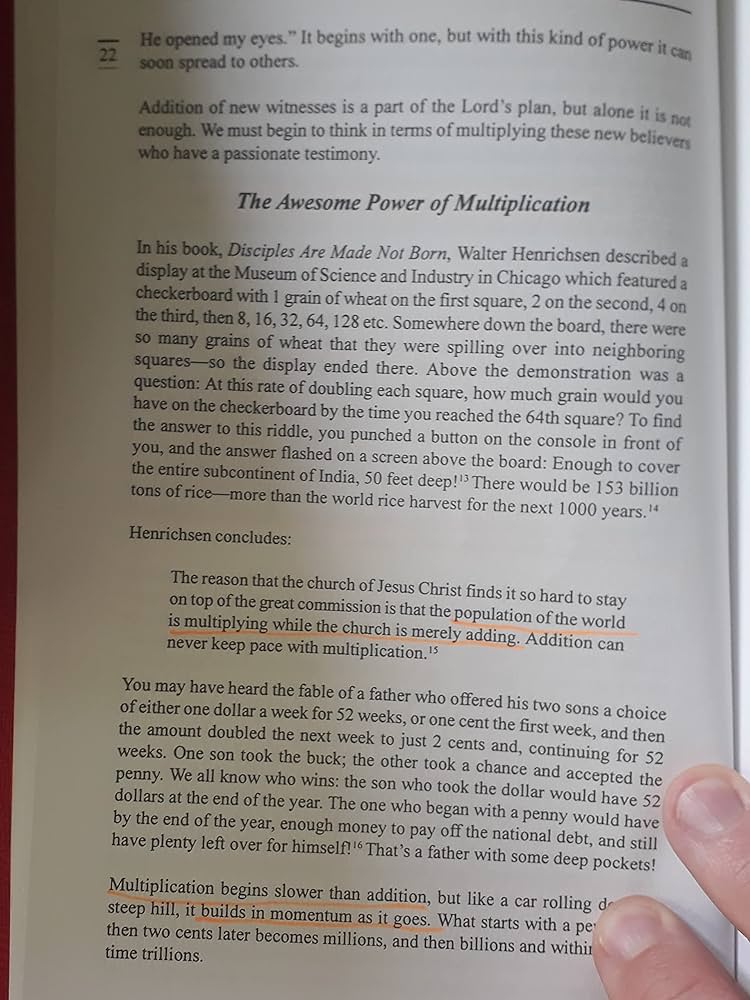 He opened my eyes.” It begins with one, but with this kind of power it can
22
soon spread to others.
Addition of new witnesses is a part of the Lord’s plan, but alone it is not
enough. We must begin to think in terms of multiplying these new believers
who have a passionate testimony.
The Awesome Power of Multiplication
In his book, Disciples Are Made Not Born, Walter Henrichsen described a
display at the Museum of Science and Industry in Chicago which featured a
checkerboard with 1 grain of wheat on the first square, 2 on the second, 4 on
the third, then 8, 16, 32, 64, 128 etc. Somewhere down the board, there were
so many grains of wheat that they were spilling over into neighboring
squares—so the display ended there. Above the demonstration was a
question: At this rate of doubling each square, how much grain would you
have on the checkerboard by the time you reached the 64th square? To find
the answer to this riddle, you punched a button on the console in front of
you, and the answer flashed on a screen above the board: Enough to cover
the entire subcontinent of India, 50 feet deep!¹³ There would be 153 billion
tons of rice—more than the world rice harvest for the next 1000 years.¹⁴
Henrichsen concludes:
The reason that the church of Jesus Christ finds it so hard to stay
on top of the great commission is that the population of the world
is multiplying while the church is merely adding. Addition can
never keep pace with multiplication.¹⁵
You may have heard the fable of a father who offered his two sons a choice
of either one dollar a week for 52 weeks, or one cent the first week, and then
the amount doubled the next week to just 2 cents and, continuing for 52
weeks. One son took the buck; the other took a chance and accepted the
penny. We all know who wins: the son who took the dollar would have 52
dollars at the end of the year. The one who began with a penny would have
by the end of the year, enough money to pay off the national debt, and still
have plenty left over for himself!¹⁶ That’s a father with some deep pockets!
Multiplication begins slower than addition, but like a car rolling
steep hill, it builds in momentum as it goes. What starts with a
then two cents later becomes millions, and then billions and
time trillions.